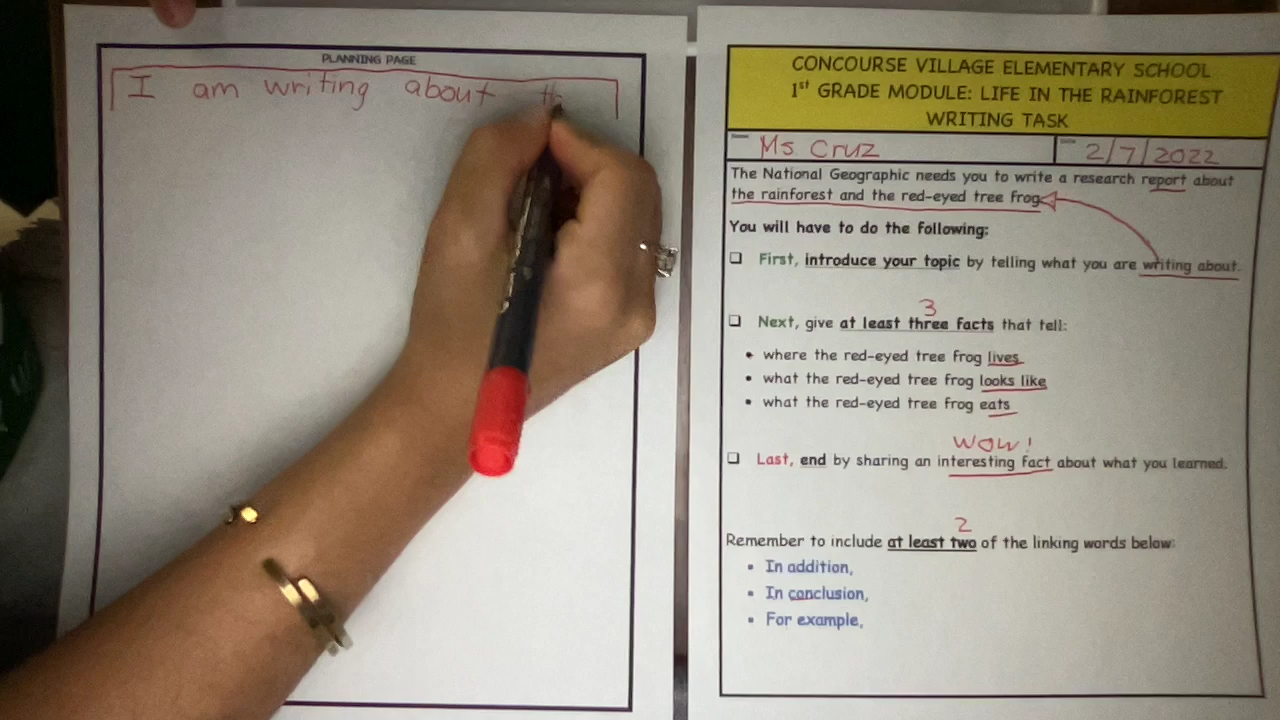 PLANNING PAGE
I am writing about th
CONCOURSE VILLAGE ELEMENTARY SCHOOL
1st GRADE MODULE: LIFE IN THE RAINFOREST
WRITING TASK
Ms Cruz
2/7/2022
The National Geographic needs you to write a research report about
the rainforest and the red-eyed tree frog
You will have to do the following:
First, introduce your topic by telling what you are writing about.
3
Next, give at least three facts that tell:
• where the red-eyed tree frog lives
• what the red-eyed tree frog looks like
• what the red-eyed tree frog eats
WOW!
Last, end by sharing an interesting fact about what you learned.
2
Remember to include at least two of the linking words below:
• In addition,
• In conclusion,
• For example,